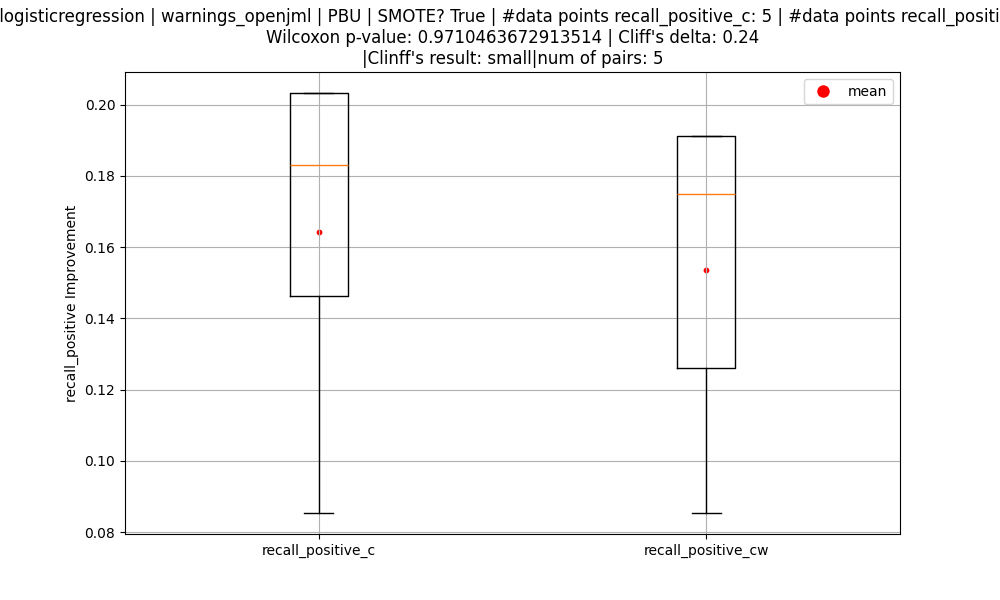 logisticregression | warnings_openjml | PBU | SMOTE? True | #data points recall_positive_c: 5 | #data points recall_positi
Wilcoxon p-value: 0.9710463672913514 | Cliff's delta: 0.24
|Clinff's result: small|num of pairs: 5
mean
0.20
0.18
0.16
0.14
0.12
0.10
0.08
recall_positive Improvement
recall_positive_c
recall_positive_cw